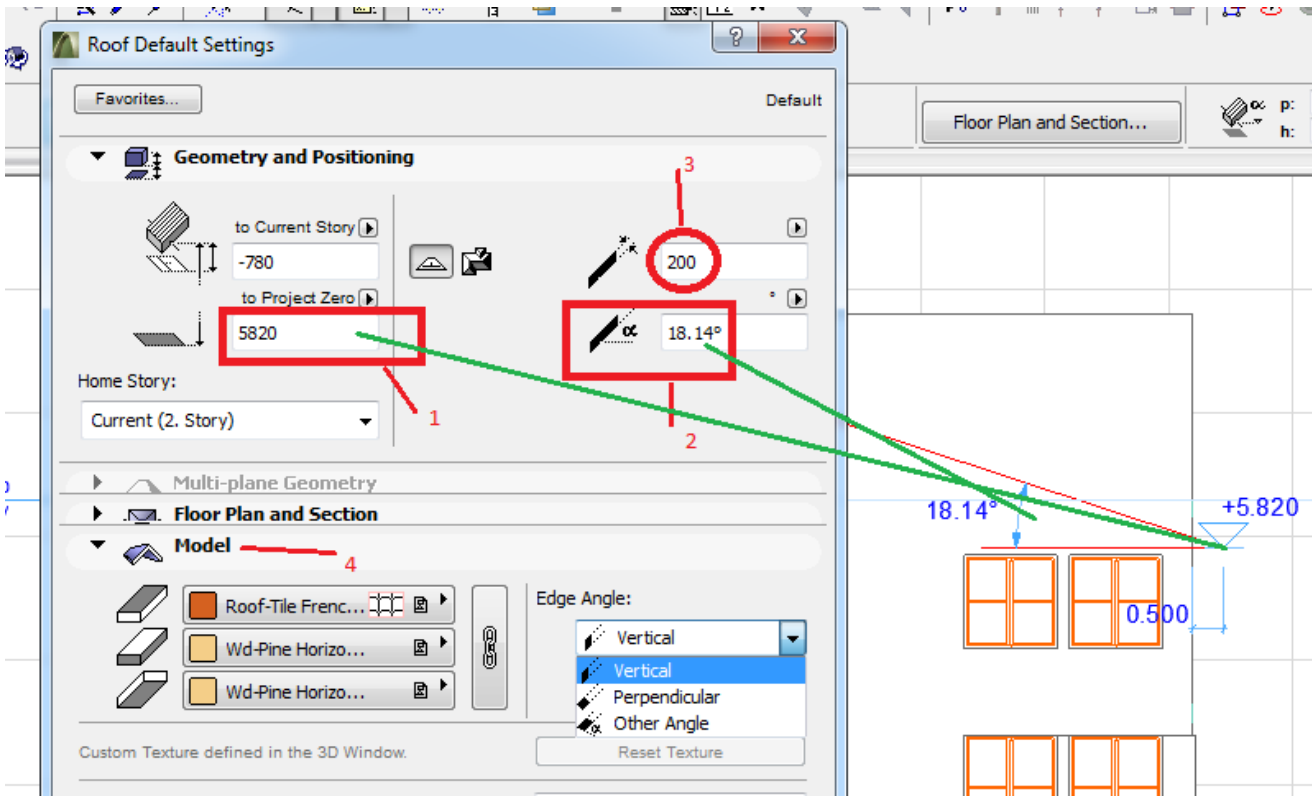 Roof Default Settings
?
X
Favorites...
Default
Floor Plan and Section...
α p:
h:
Geometry and Positioning
3
to Current Story
-780
200
to Project Zero
°
5820
α 18.14°
Home Story:
1
Current (2. Story)
2
Multi-plane Geometry
18.14°
+5.820
Floor Plan and Section
Model
4
Roof-Tile Frenc...
Edge Angle:
0.500
Vertical
Wd-Pine Horizo...
Vertical
Wd-Pine Horizo...
Perpendicular
α Other Angle
Custom Texture defined in the 3D Window.
Reset Texture